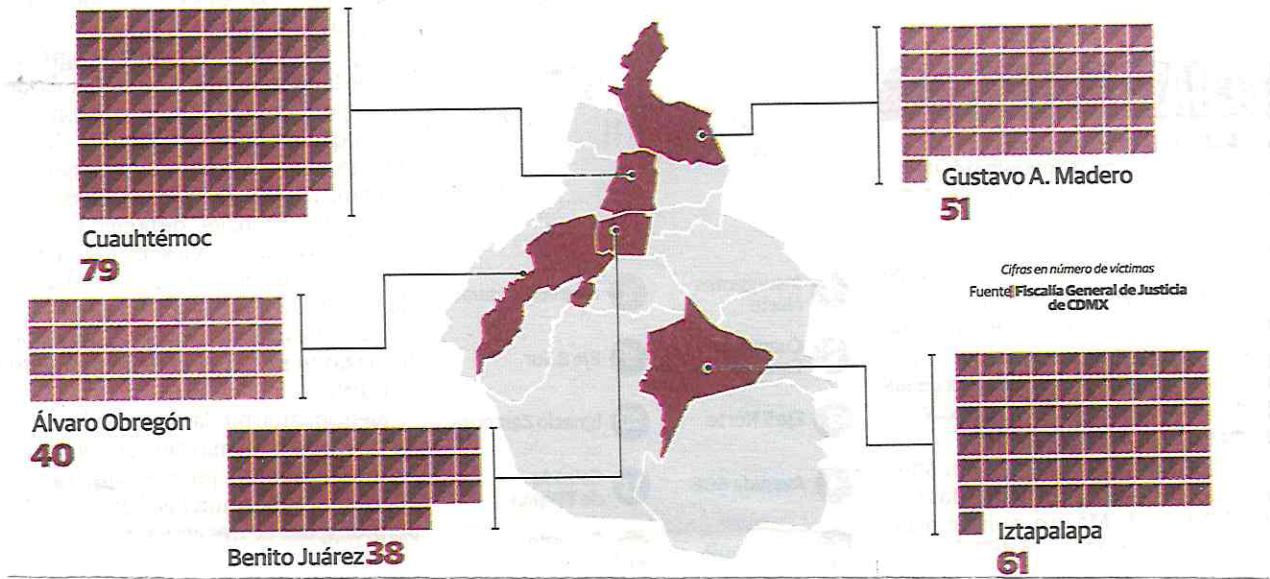 Cuauhtémoc
79
Gustavo A. Madero
51
Cifras en número de víctimas
Fuente Fiscalía General de Justicia
de CDMX
Álvaro Obregón
40
Benito Juárez 38
Iztapalapa
61